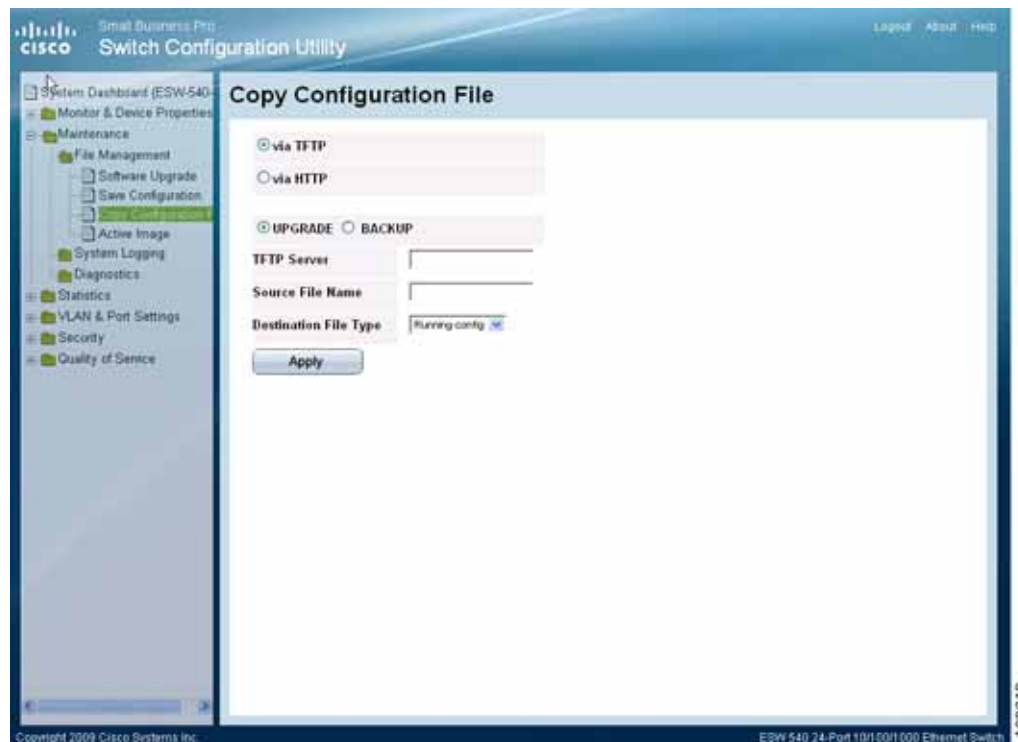 Small Business Pro
cisco Switch Configuration Utility
Logout About Help
System Dashboard (ESW-540-
Monitor & Device Properties
Maintenance
File Management
Software Upgrade
Save Configuration
Copy Configuration
Active Image
System Logging
Diagnostics
Statistics
VLAN & Port Settings
Security
Quality of Service
Copy Configuration File
via TFTP
via HTTP
UPGRADE BACKUP
TFTP Server
Source File Name
Destination File Type Running config
Apply
Copyright 2009 Cisco Systems Inc.
ESW 540 24-Port 10/100/1000 Ethernet Switch